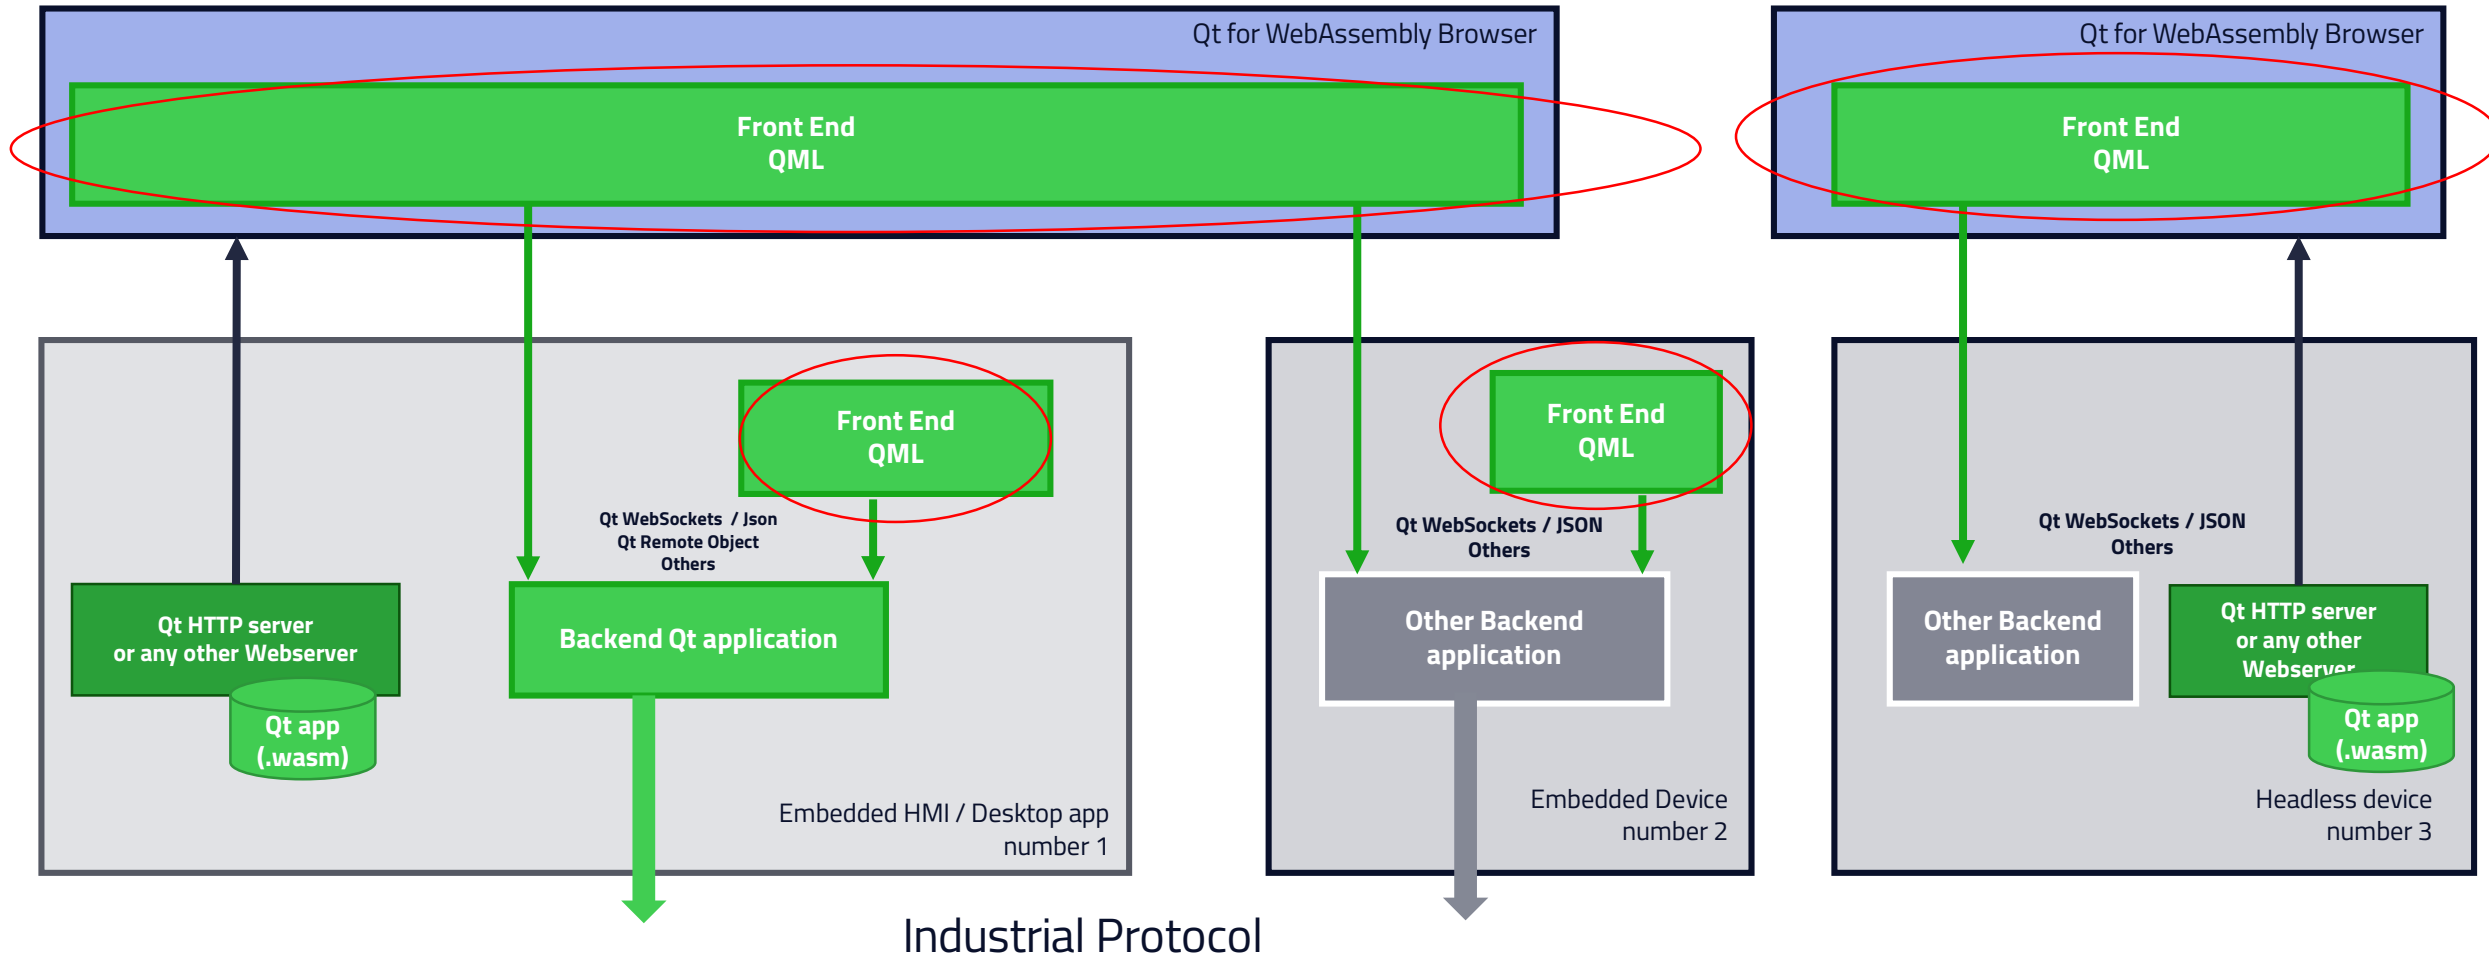 Qt for WebAssembly Browser
Front End
QML
Qt for WebAssembly Browser
Front End
QML
Front End
QML
Qt WebSockets / Json
Qt Remote Object
Others
Qt HTTP server
or any other Webserver
Qt app
(.wasm)
Backend Qt application
Embedded HMI / Desktop app
number 1
Front End
QML
Qt WebSockets / JSON
Others
Other Backend
application
Embedded Device
number 2
Qt WebSockets / JSON
Others
Other Backend
application
Qt HTTP server
or any other
Webserver
Qt app
(.wasm)
Headless device
number 3
Industrial Protocol